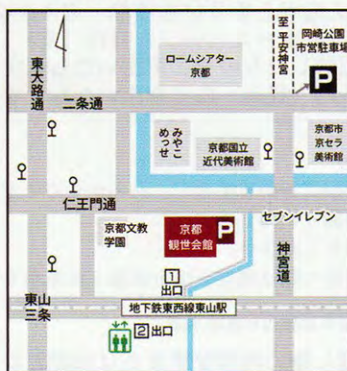 至 平安神宮
岡崎公園
市営駐車場
P
ロームシアター
京都
東大路通
二条通
みやこ
めっせ
京都国立
近代美術館
京都市
京セラ
美術館
仁王門通
セブンイレブン
京都文教
学園
京都
観世会館
P
神宮道
1
出口
東山
三条
地下鉄東西線東山駅
2 出口